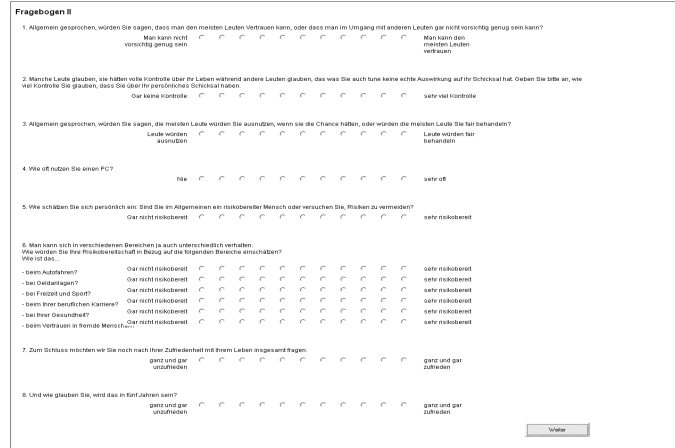 Fragebogen II
1. Allgemein gesprochen, würden Sie sagen, dass man den meisten Leuten Vertrauen kann, oder dass man im Umgang mit anderen Leuten gar nicht vorsichtig genug sein kann?
Man kann nicht vorsichtig genug sein Man kann den meisten Leuten vertrauen
2. Manche Leute glauben, sie hätten volle Kontrolle über ihr Leben während andere Leuten glauben, das was Sie auch tune keine echte Auswirkung auf ihr Schicksal hat. Geben Sie bitte an, wie
viel Kontrolle Sie glauben, dass Sie über Ihr persönliches Schicksal haben.
Gar keine Kontrolle sehr viel Kontrolle
3. Allgemein gesprochen, würden Sie sagen, die meisten Leute würden Sie ausnutzen, wenn sie die Chance hätten, oder würden die meisten Leute Sie fair behandeln?
Leute würden ausnutzen Leute würden fair behandeln
4. Wie oft nutzen Sie einen PC?
Nie sehr oft
5. Wie schätzen Sie sich persönlich ein: Sind Sie im Allgemeinen ein risikobereiter Mensch oder versuchen Sie, Risiken zu vermeiden?
Gar nicht risikobereit sehr risikobereit
6. Man kann sich in verschiedenen Bereichen ja auch unterschiedlich verhalten.
Wie würden Sie Ihre Risikobereitschaft in Bezug auf die folgenden Bereiche einschätzen?
Wie ist das...
- beim Autofahren? Gar nicht risikobereit sehr risikobereit
- bei Geldanlagen? Gar nicht risikobereit sehr risikobereit
- bei Freizeit und Sport? Gar nicht risikobereit sehr risikobereit
- beim Ihrer beruflichen Karriere? Gar nicht risikobereit sehr risikobereit
- bei Ihrer Gesundheit? Gar nicht risikobereit sehr risikobereit
- beim Vertrauen in fremde Gar nicht risikobereit sehr risikobereit
7. Zum Schluss möchten wir Sie noch nach Ihrer Zufriedenheit mit Ihrem Leben insgesamt fragen.
ganz und gar unzufrieden ganz und gar zufrieden
8. Und wie glauben Sie, wird das in fünf Jahren sein?
ganz und gar unzufrieden ganz und gar zufrieden
Weiter